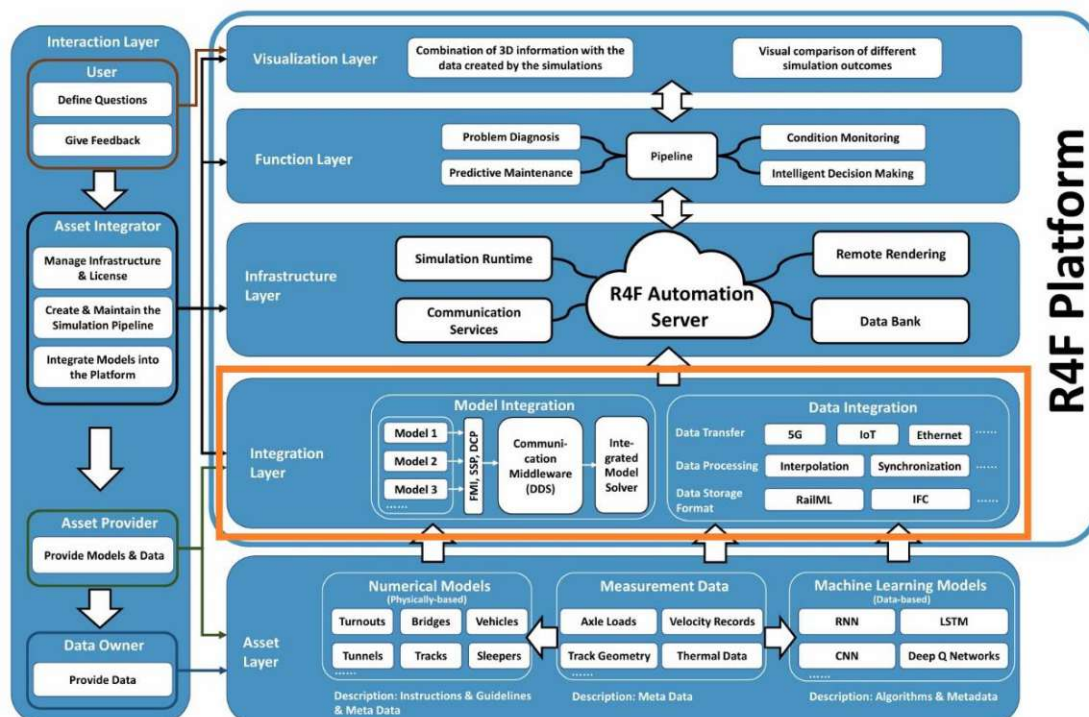 Interaction Layer
User
Define Questions
Give Feedback
Asset Integrator
Manage Infrastructure
& License
Create & Maintain the
Simulation Pipeline
Integrate Models into
the Platform
Asset Provider
Provide Models & Data
Data Owner
Provide Data
Visualization Layer
Combination of 3D information with the
data created by the simulations
Visual comparison of different
simulation outcomes
Function Layer
Problem Diagnosis
Predictive Maintenance
Pipeline
Condition Monitoring
Intelligent Decision Making
Infrastructure
Layer
Simulation Runtime
Communication
Services
R4F Automation
Server
Remote Rendering
Data Bank
Integration
Layer
Model Integration
Model 1
Model 2
Model 3
......
FMI, SSP, DCP
Communi-
cation
Middleware
(DDS)
Inte-
grated
Model
Solver
Data Integration
Data Transfer
5G
IoT
Ethernet
......
Data Processing
Interpolation
Synchronization
......
Data Storage
Format
RailML
IFC
......
Asset
Layer
Numerical Models
(Physically-based)
Turnouts
Bridges
Vehicles
Tunnels
Tracks
Sleepers
......
Description: Instructions & Guidelines
& Meta Data
Measurement Data
Axle Loads
Velocity Records
Track Geometry
Thermal Data
......
Description: Meta Data
Machine Learning Models
(Data-based)
RNN
LSTM
CNN
Deep Q Networks
......
Description: Algorithms & Metadata
R4F Platform